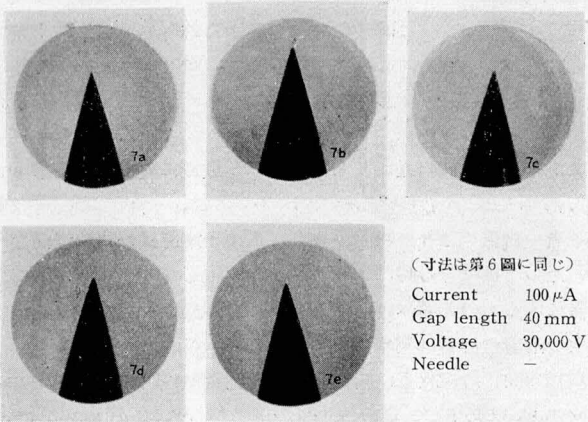 7a
7b
7c
7d
7e
(寸法は第6圖に同じ)
Current 100 μA
Gap length 40 mm
Voltage 30,000 V
Needle −